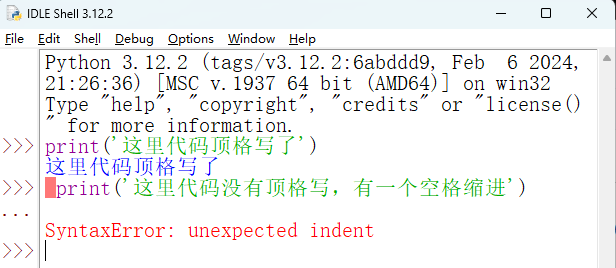 IDLE Shell 3.12.2
File Edit Shell Debug Options Window Help
Python 3.12.2 (tags/v3.12.2:6abddd9, Feb  6 2024,
21:26:36) [MSC v.1937 64 bit (AMD64)] on win32
Type "help", "copyright", "credits" or "license()
" for more information.
>>> print('这里代码顶格写了')
这里代码顶格写了
>>>  print('这里代码没有顶格写，有一个空格缩进')
...
SyntaxError: unexpected indent
>>>